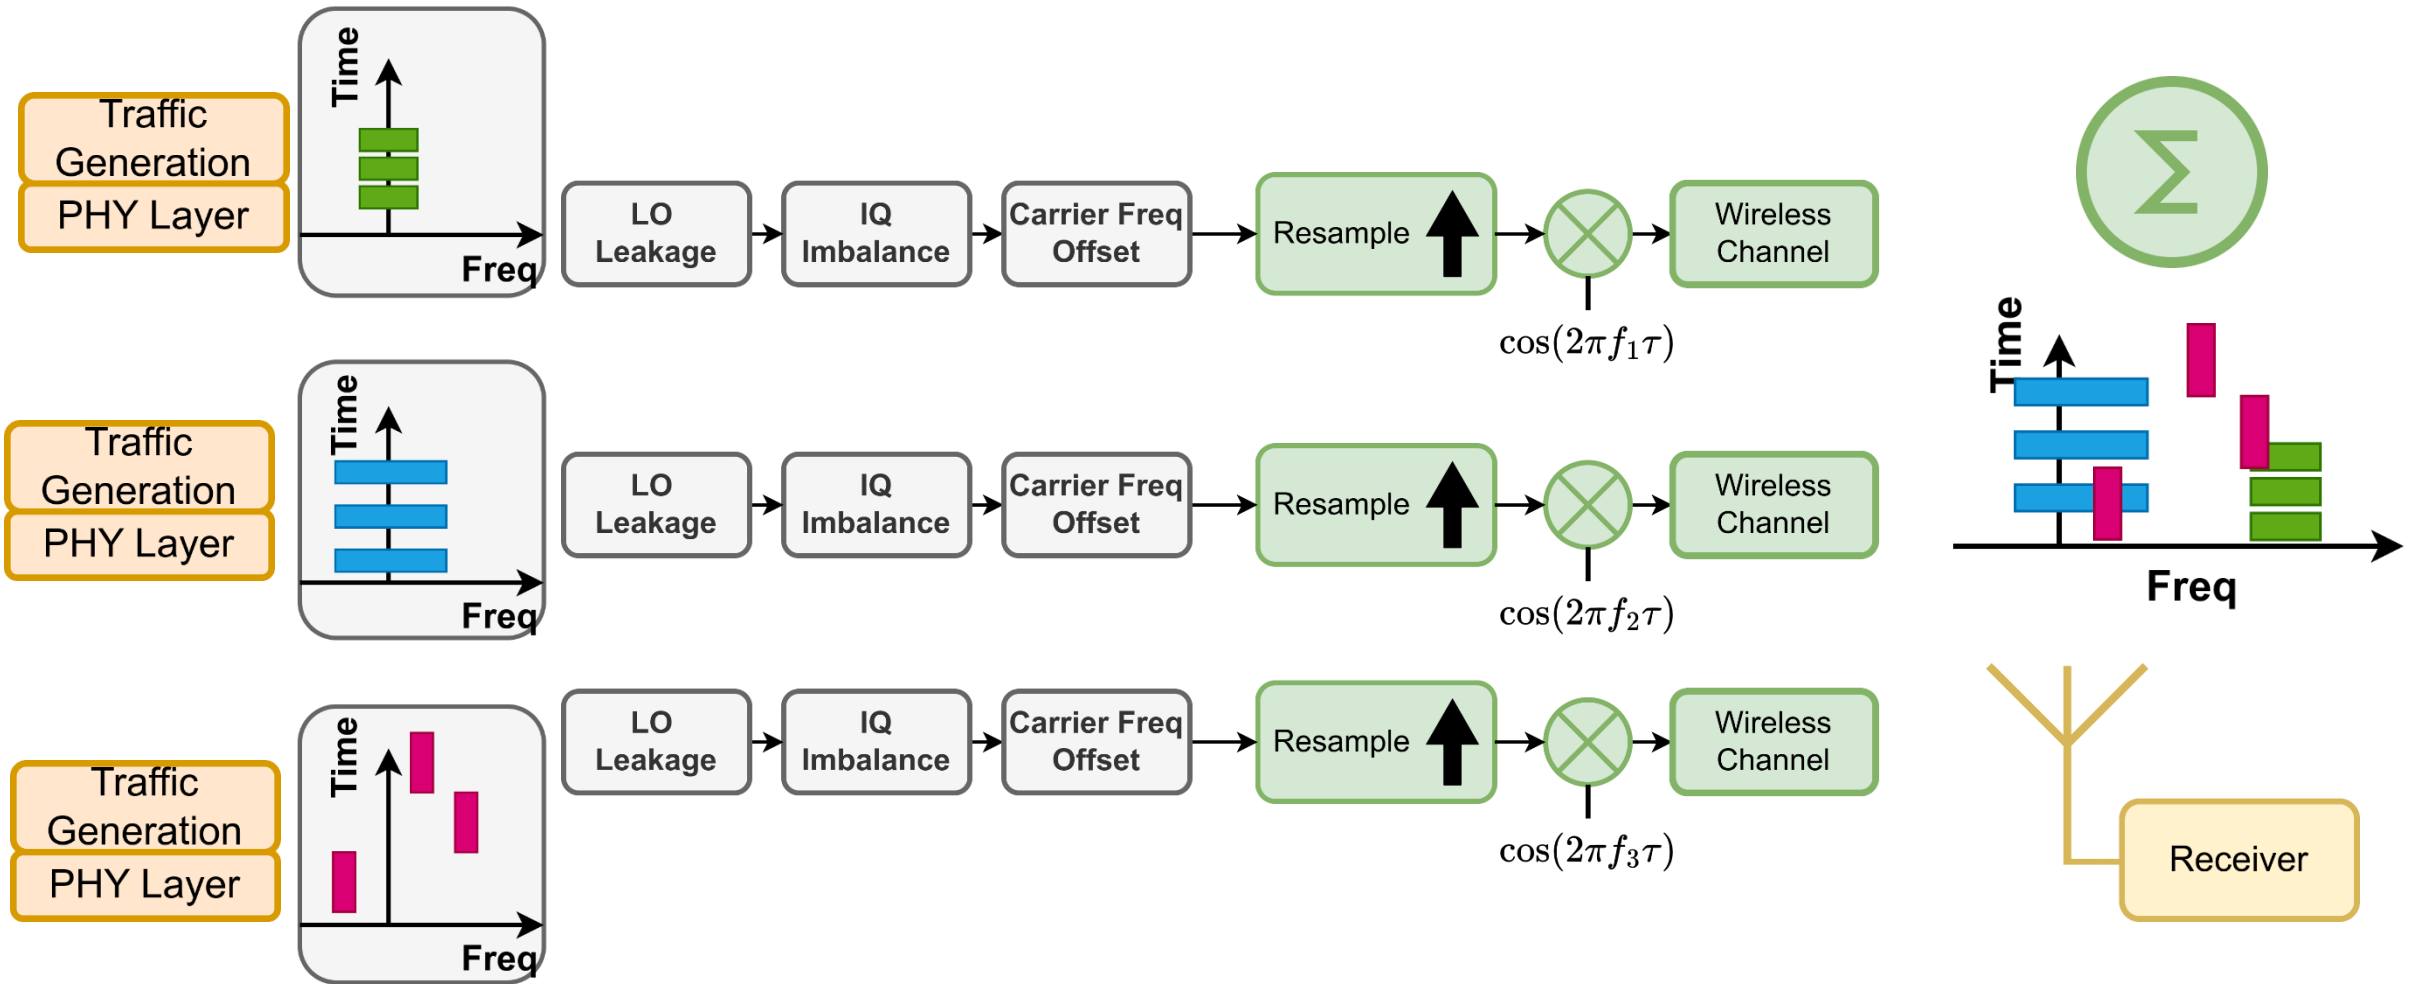 Traffic
Generation
PHY Layer
Time
Freq
LO
Leakage
IQ
Imbalance
Carrier Freq
Offset
Resample
cos(2πf₁τ)
Wireless
Channel
Σ
Traffic
Generation
PHY Layer
Time
Freq
LO
Leakage
IQ
Imbalance
Carrier Freq
Offset
Resample
cos(2πf₂τ)
Wireless
Channel
Time
Freq
Traffic
Generation
PHY Layer
Time
Freq
LO
Leakage
IQ
Imbalance
Carrier Freq
Offset
Resample
cos(2πf₃τ)
Wireless
Channel
Receiver